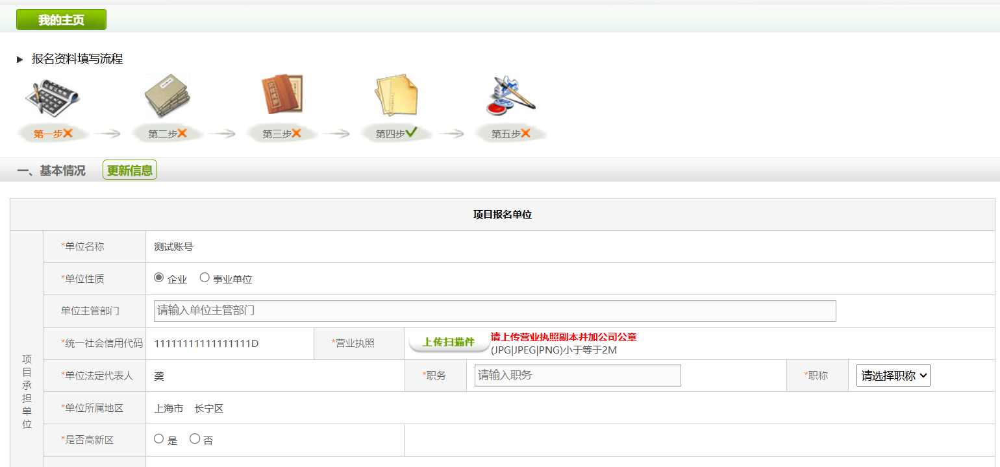 我的主页
报名资料填写流程
第一步 第二步 第三步 第四步 第五步
一、基本情况 更新信息
项目报名单位
项目承担单位
*单位名称 测试账号
*单位性质 企业 事业单位
单位主管部门 请输入单位主管部门
*统一社会信用代码 11111111111111111D *营业执照 上传扫描件 请上传营业执照副本并加公司公章
(JPG|JPEG|PNG)小于等于2M
*单位法定代表人 龚 *职务 请输入职务 *职称 请选择职称
*单位所属地区 上海市 长宁区
*是否高新区 是 否